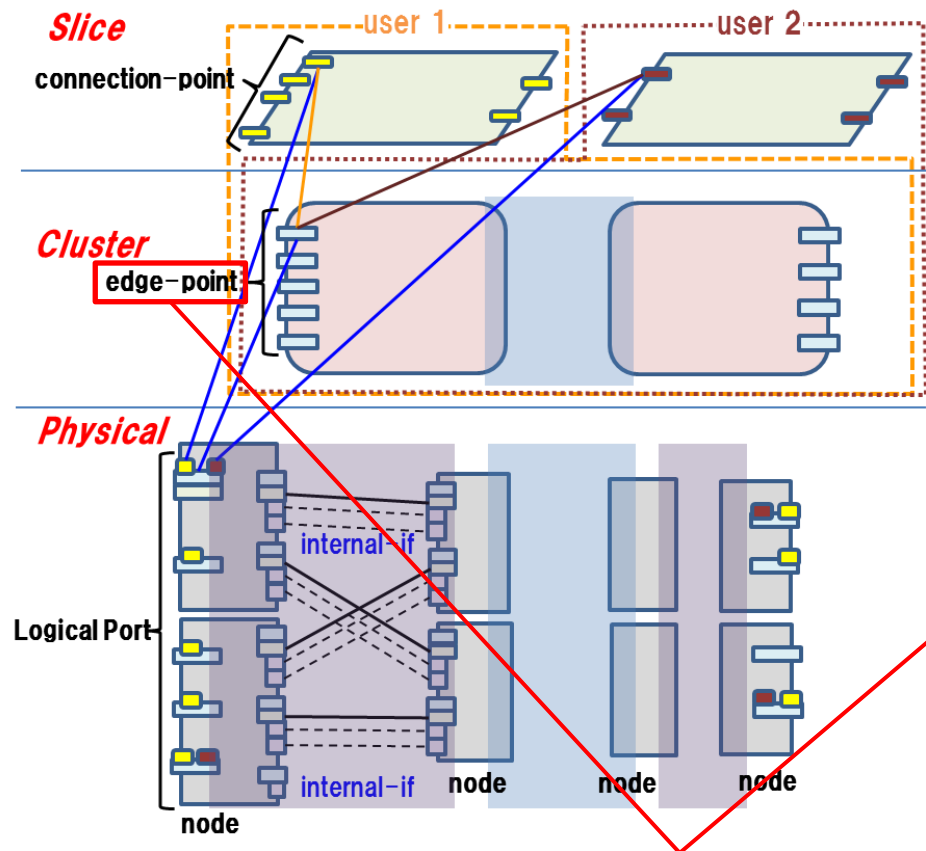 Slice
user 1
user 2
connection-point
Cluster
edge-point
Physical
internal-if
Logical Port
internal-if
node
node
node
node